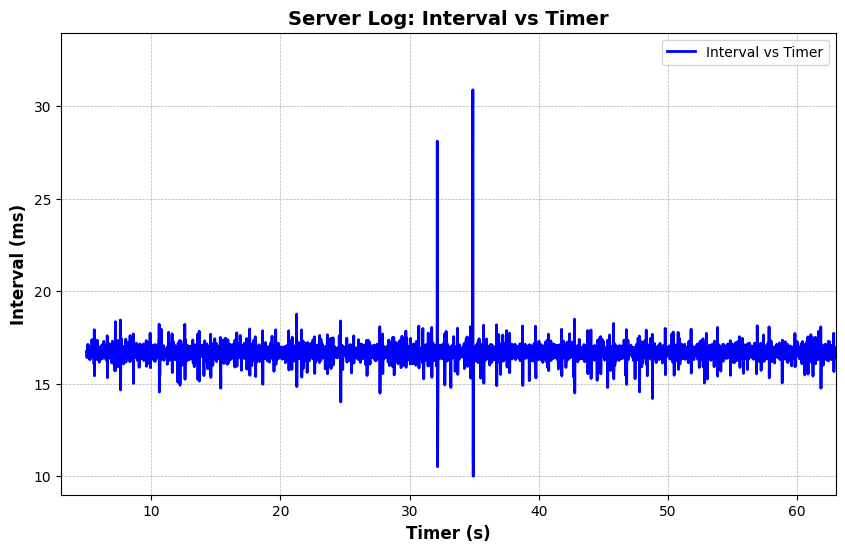 Server Log: Interval vs Timer
Interval vs Timer
Interval (ms)
30
25
20
15
10
10 20 30 40 50 60
Timer (s)